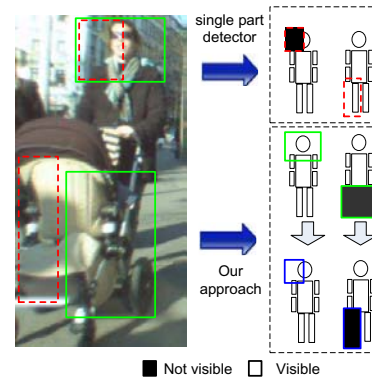 single part
detector
Our
approach
Not visible
Visible